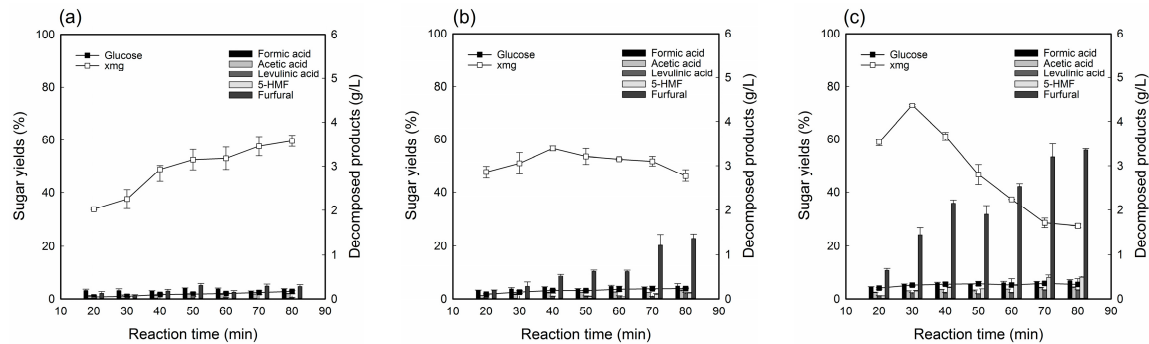 (a)
Sugar yields (%)
100
80
60
40
20
0
Glucose
xmg
Formic acid
Acetic acid
Levulinic acid
5-HMF
Furfural
6
5
4
3
2
1
0
Decomposed products (g/L)
10 20 30 40 50 60 70 80 90
Reaction time (min)
(b)
Sugar yields (%)
100
80
60
40
20
0
Glucose
xmg
Formic acid
Acetic acid
Levulinic acid
5-HMF
Furfural
6
5
4
3
2
1
0
Decomposed products (g/L)
10 20 30 40 50 60 70 80 90
Reaction time (min)
(c)
Sugar yields (%)
100
80
60
40
20
0
Glucose
xmg
Formic acid
Acetic acid
Levulinic acid
5-HMF
Furfural
6
5
4
3
2
1
0
Decomposed products (g/L)
10 20 30 40 50 60 70 80 90
Reaction time (min)